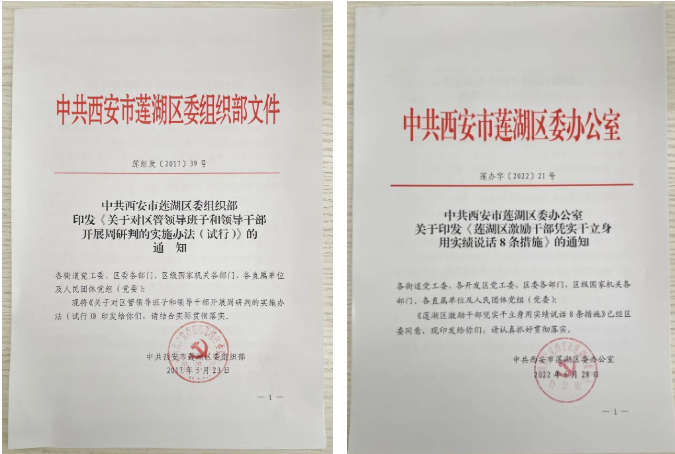 中共西安市莲湖区委组织部文件
莲组发〔2017〕39号
中共西安市莲湖区委组织部
印发《关于对区管领导班子和领导干部
开展周研判的实施办法（试行）》的
通 知
各街道党工委，区委各部门，区级国家机关各部门，各直属单位
及人民团体党组（党委）：
现将《关于对区管领导班子和领导干部开展周研判的实施办
法（试行）》印发给你们，请结合实际贯彻落实。
中共西安市莲湖区委组织部
2017年5月23日
— 1 —
中共西安市莲湖区委办公室
莲办字〔2022〕21号
中共西安市莲湖区委办公室
关于印发《莲湖区激励干部凭实干立身
用实绩说话8条措施》的通知
各街道党工委，各开发区党工委，区委各部门，区级国家机关各
部门，各直属单位及人民团体党组（党委）：
《莲湖区激励干部凭实干立身用实绩说话8条措施》已经区
委同意，现印发给你们，请认真抓好贯彻落实。
中共西安市莲湖区委办公室
2022年 月28日
— 1 —